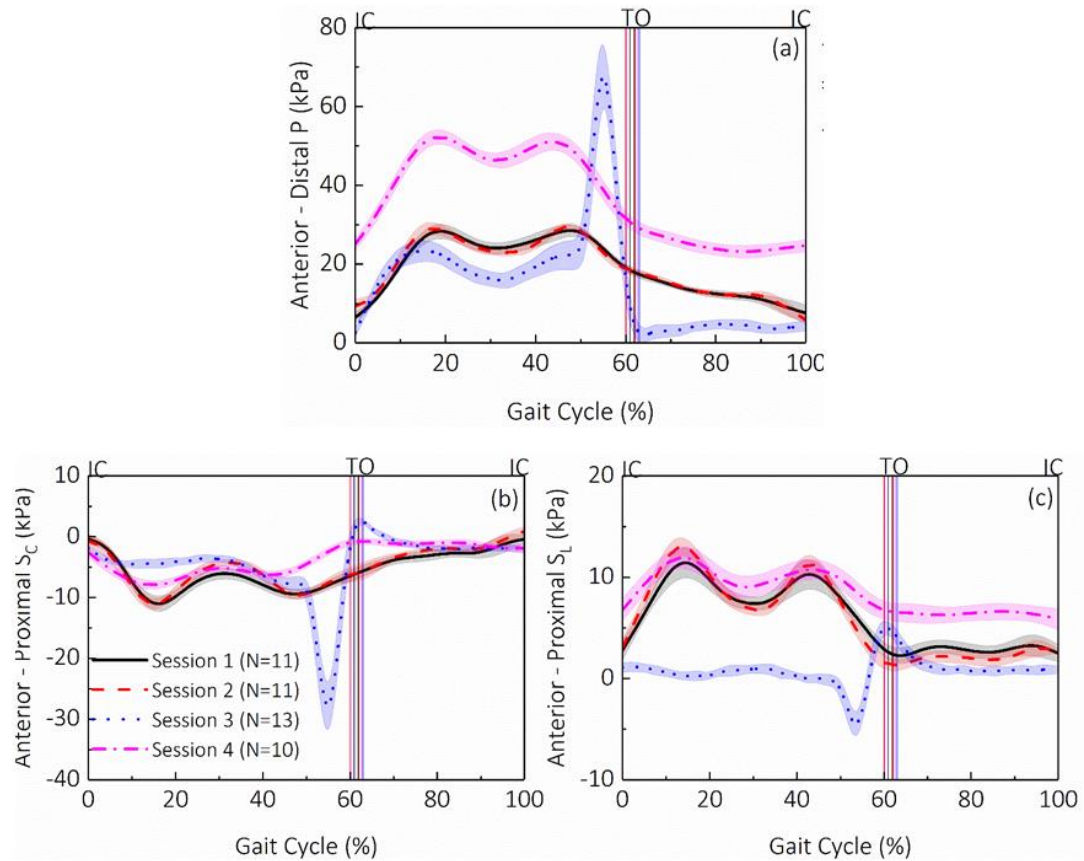 IC TO IC
(a)
80
60
40
20
0
Anterior - Distal P (kPa)
0 20 40 60 80 100
Gait Cycle (%)
IC TO IC
(b)
10
0
-10
-20
-30
-40
Anterior - Proximal S_C (kPa)
Session 1 (N=11)
Session 2 (N=11)
Session 3 (N=13)
Session 4 (N=10)
0 20 40 60 80 100
Gait Cycle (%)
IC TO IC
(c)
20
10
0
-10
Anterior - Proximal S_L (kPa)
0 20 40 60 80 100
Gait Cycle (%)